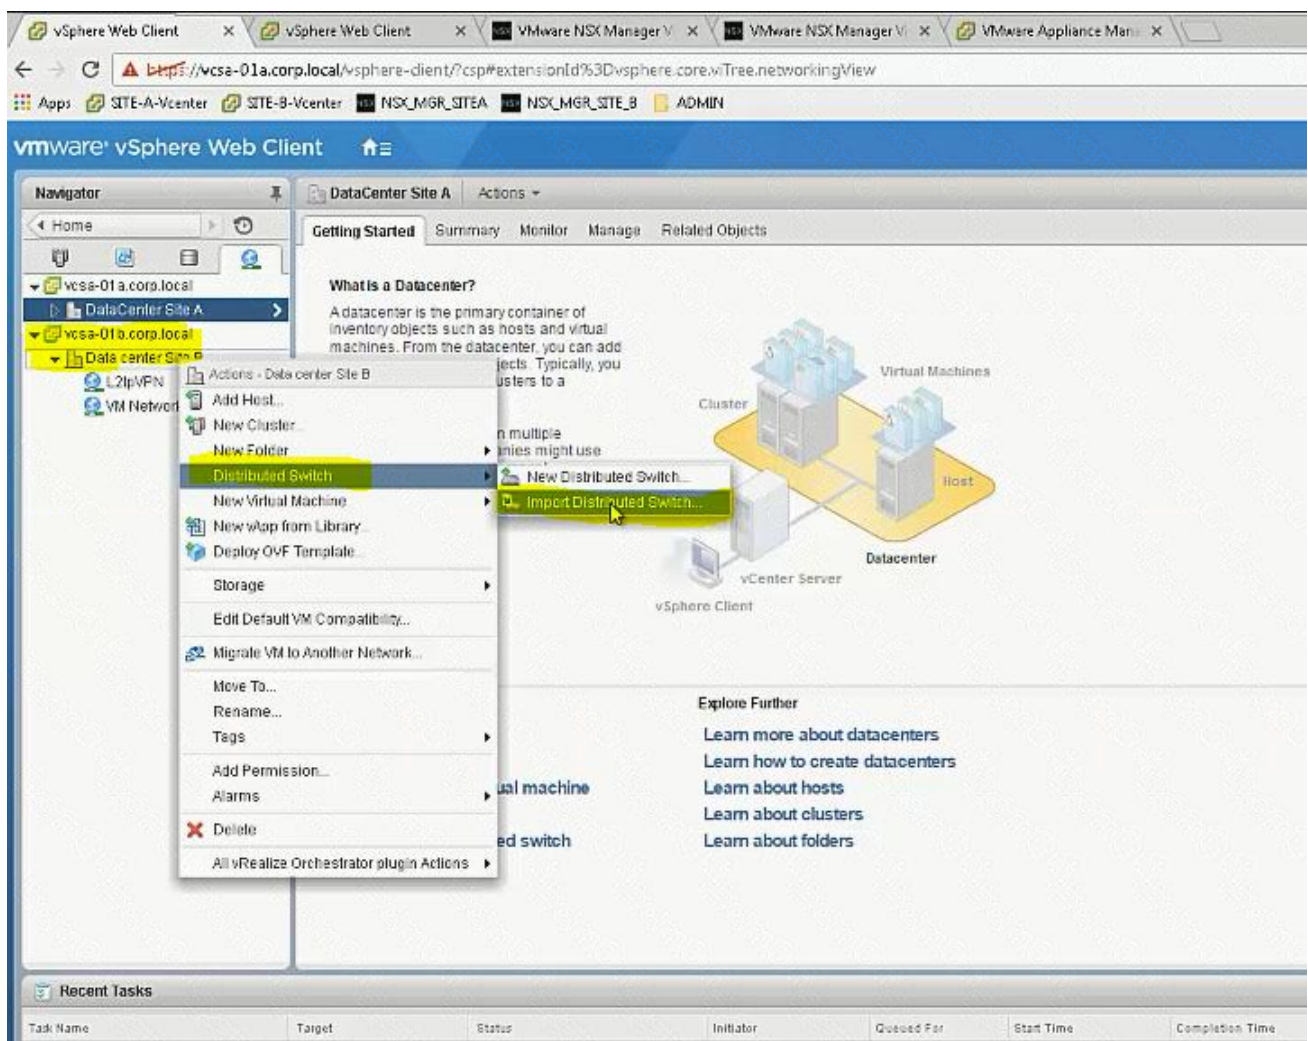 vSphere Web Client × vSphere Web Client × VMware NSX Manager V × VMware NSX Manager Vi × VMware Appliance Man ×
https://vcsa-01a.corp.local/vsphere-client/?csp#extensionId%3Dvsphere.core.viTree.networkingView
Apps SITE-A-Vcenter SITE-B-Vcenter NSX_MGR_SITEA NSX_MGR_SITE_B ADMIN
vmware vSphere Web Client
Navigator
Home
vcsa-01a.corp.local
DataCenter Site A
vcsa-01b.corp.local
Data center Site B
L2IpVPN
VM Network
DataCenter Site A Actions
Getting Started Summary Monitor Manage Related Objects
What is a Datacenter?
A datacenter is the primary container of
inventory objects such as hosts and virtual
machines. From the datacenter, you can add
jects. Typically, you
usters to a
n multiple
anies might use
Actions - Data center Site B
Add Host...
New Cluster...
New Folder
Distributed Switch
New Virtual Machine
New vApp from Library...
Deploy OVF Template...
Storage
Edit Default VM Compatibility...
Migrate VM to Another Network...
Move To...
Rename...
Tags
Add Permission...
Alarms
Delete
All vRealize Orchestrator plugin Actions
New Distributed Switch...
Import Distributed Switch...
Virtual Machines
Cluster
Host
Datacenter
vCenter Server
vSphere Client
ual machine
ed switch
Explore Further
Learn more about datacenters
Learn how to create datacenters
Learn about hosts
Learn about clusters
Learn about folders
Recent Tasks
Task Name Target Status Initiator Queued For Start Time Completion Time